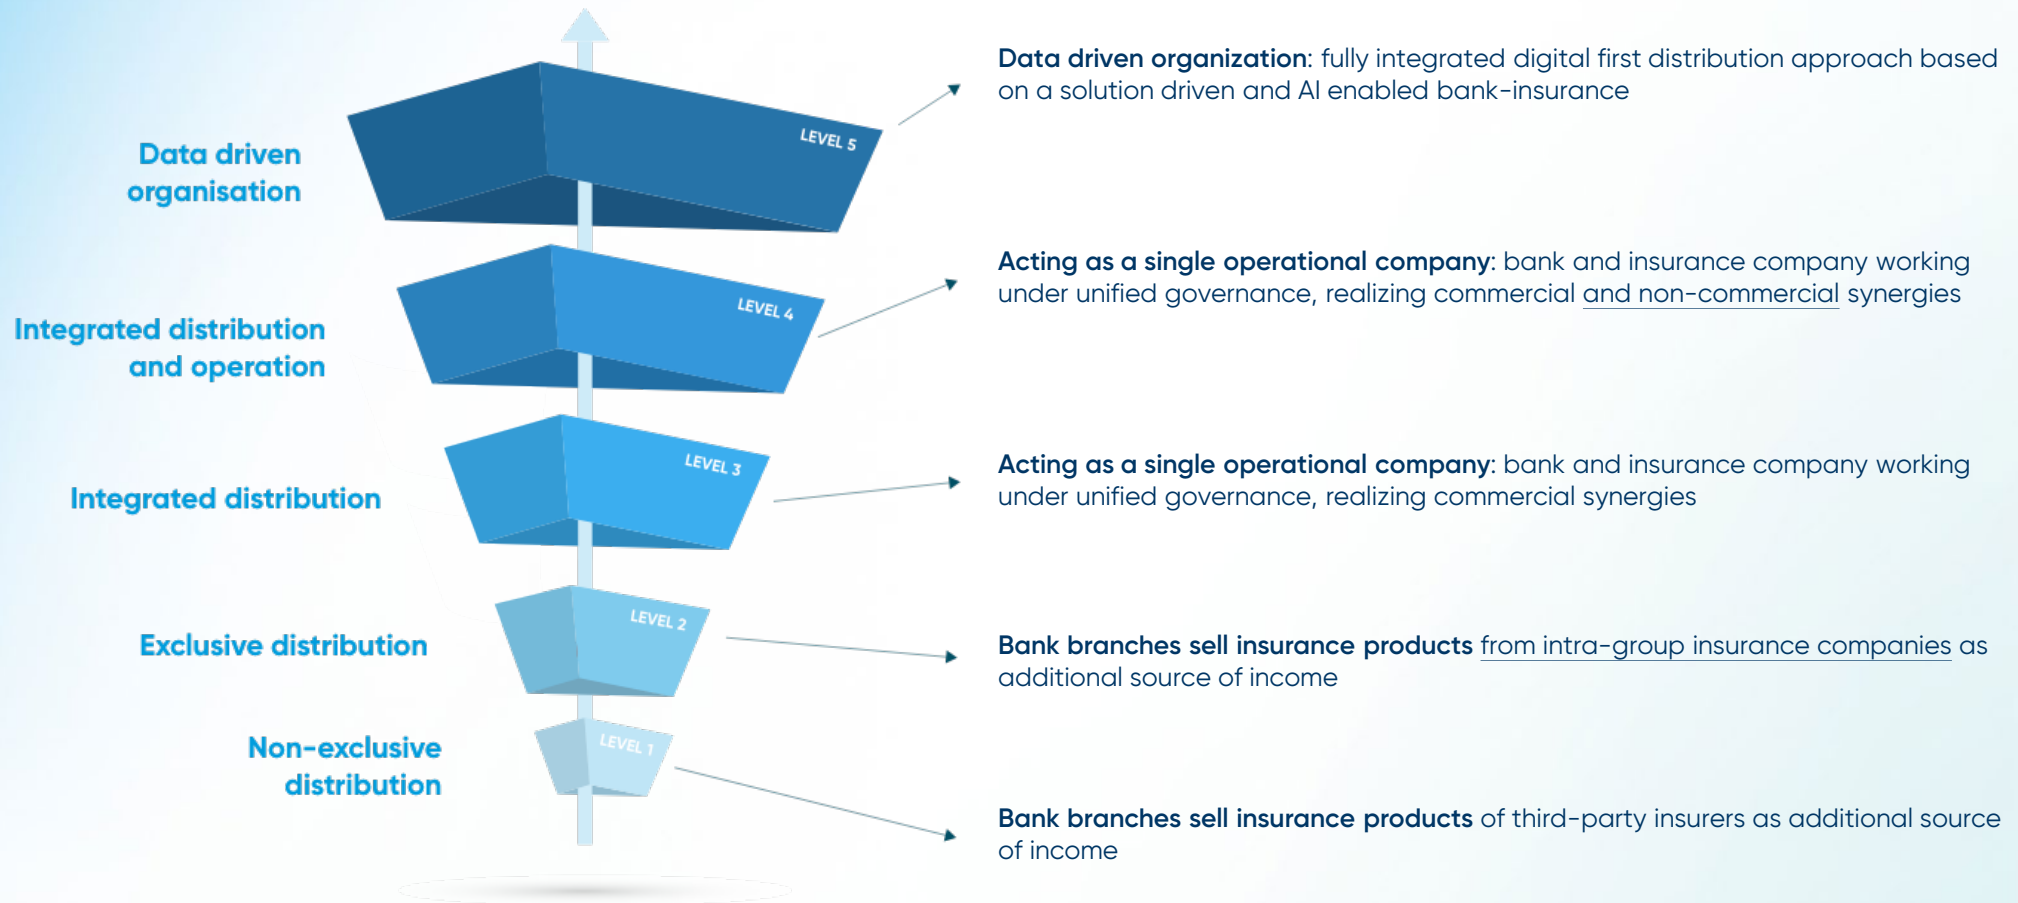 Data driven
organisation
LEVEL 5
Data driven organization: fully integrated digital first distribution approach based
on a solution driven and AI enabled bank-insurance
Integrated distribution
and operation
LEVEL 4
Acting as a single operational company: bank and insurance company working
under unified governance, realizing commercial and non-commercial synergies
Integrated distribution
LEVEL 3
Acting as a single operational company: bank and insurance company working
under unified governance, realizing commercial synergies
Exclusive distribution
LEVEL 2
Bank branches sell insurance products from intra-group insurance companies as
additional source of income
Non-exclusive
distribution
LEVEL 1
Bank branches sell insurance products of third-party insurers as additional source
of income